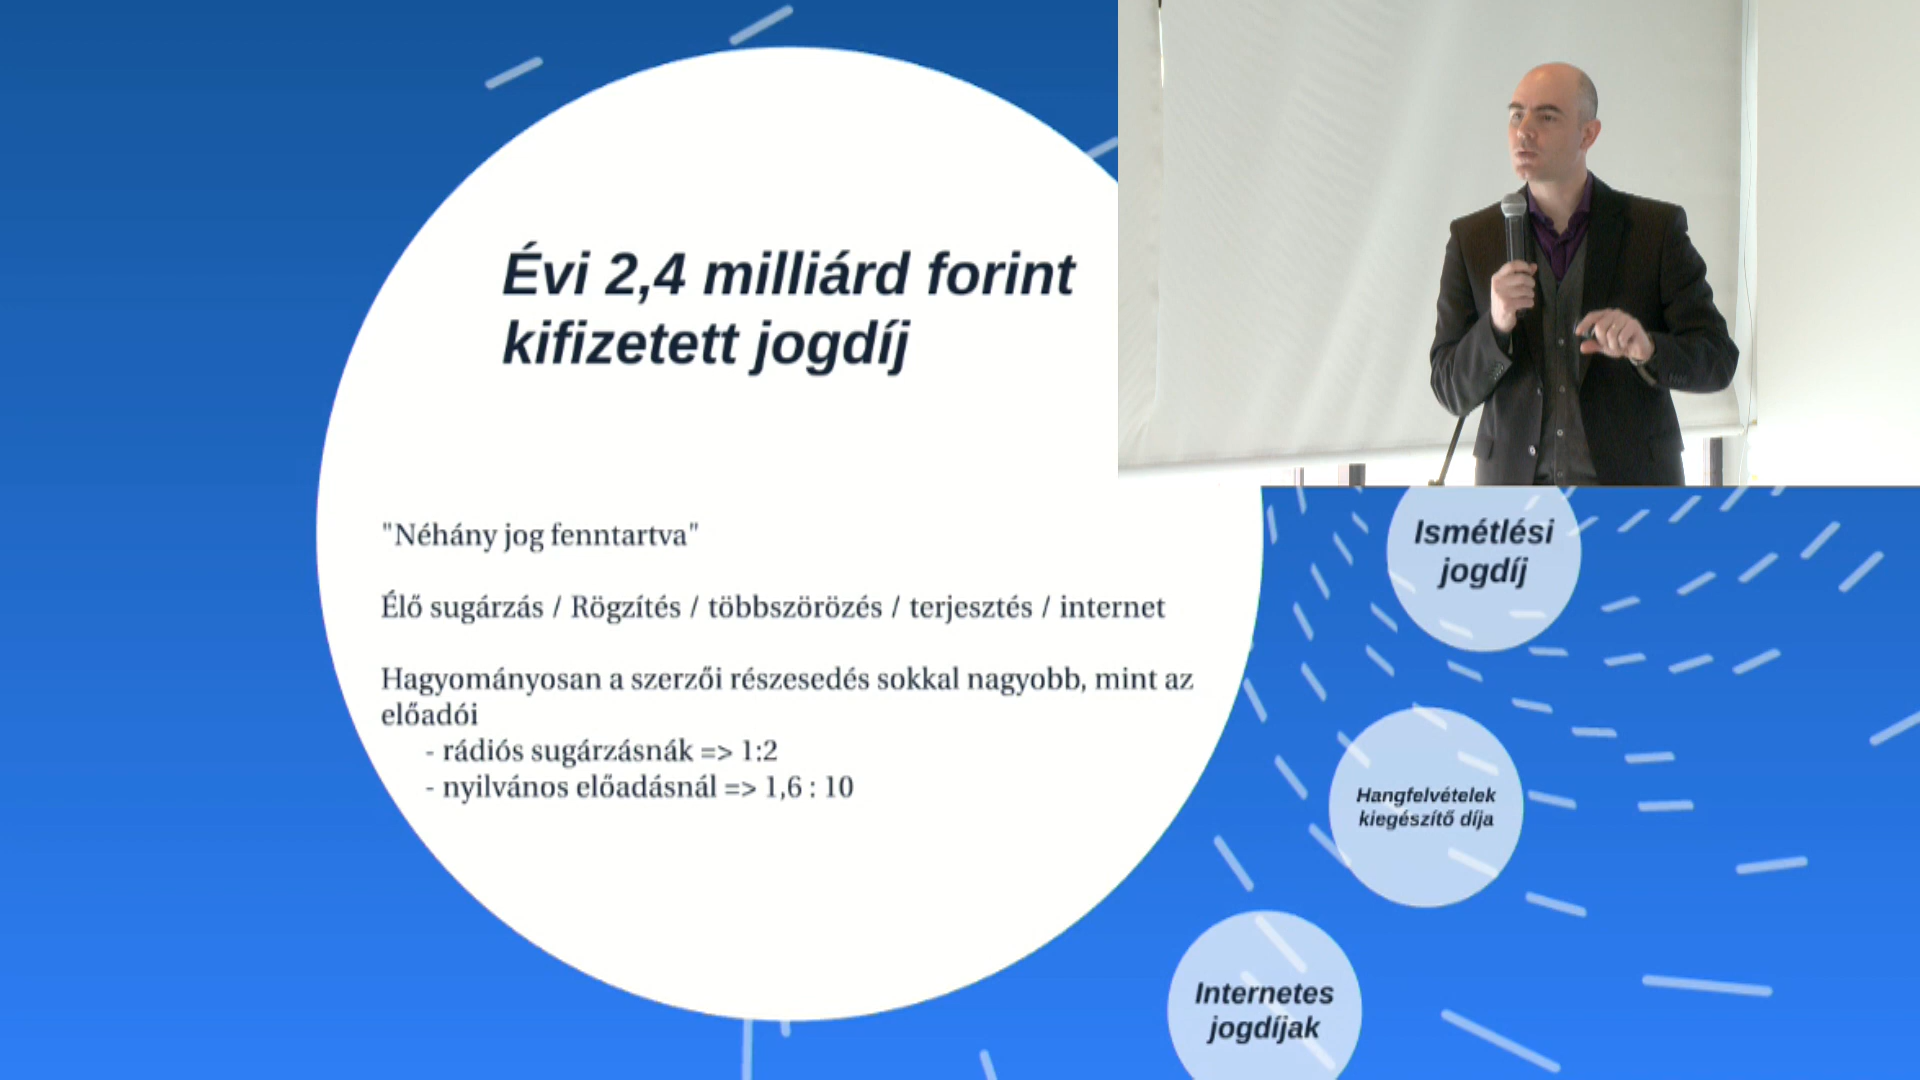 Évi 2,4 milliárd forint
kifizetett jogdíj
"Néhány jog fenntartva"
Élő sugárzás / Rögzítés / többszörözés / terjesztés / internet
Hagyományosan a szerzői részesedés sokkal nagyobb, mint az
előadói
- rádiós sugárzásnák => 1:2
- nyilvános előadásnál => 1,6 : 10
Ismétlési
jogdíj
Hangfelvételek
kiegészítő díja
Internetes
jogdíjak